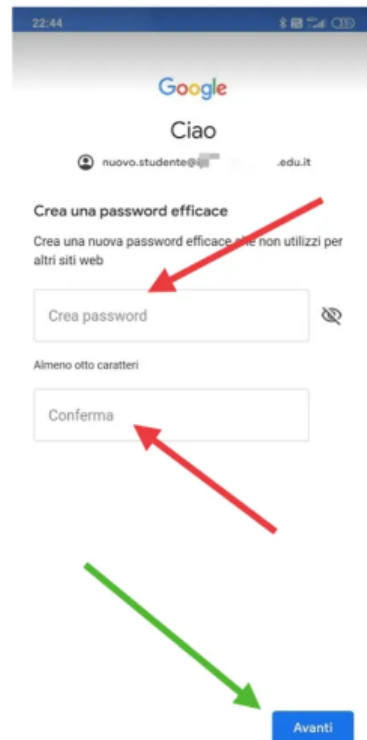 22:44
Google
Ciao
nuovo.studente@ .edu.it
Crea una password efficace
Crea una nuova password efficace che non utilizzi per
altri siti web
Crea password
Almeno otto caratteri
Conferma
Avanti